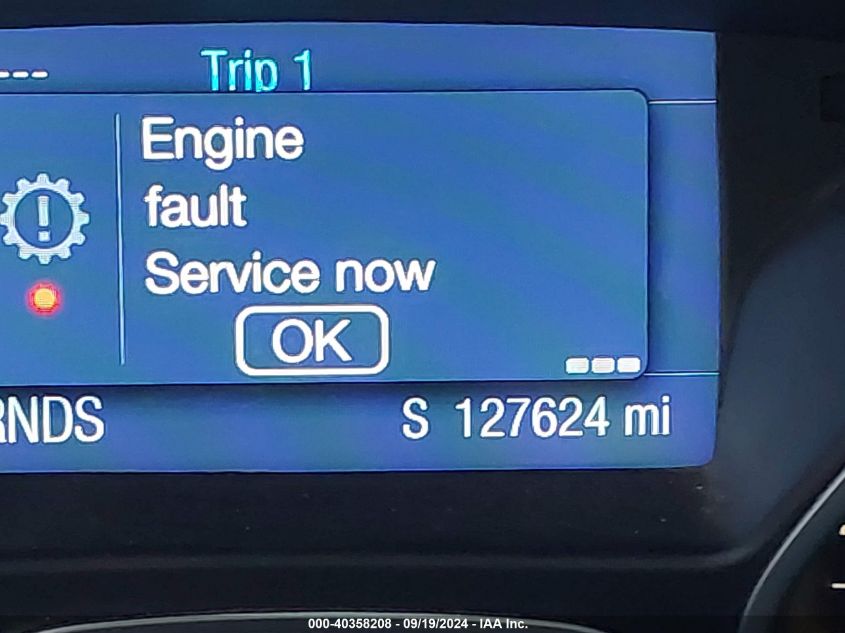 --- Trip 1
Engine
fault
Service now
OK
RNDS S 127624 mi
000-40358208 - 09/19/2024 - IAA Inc.